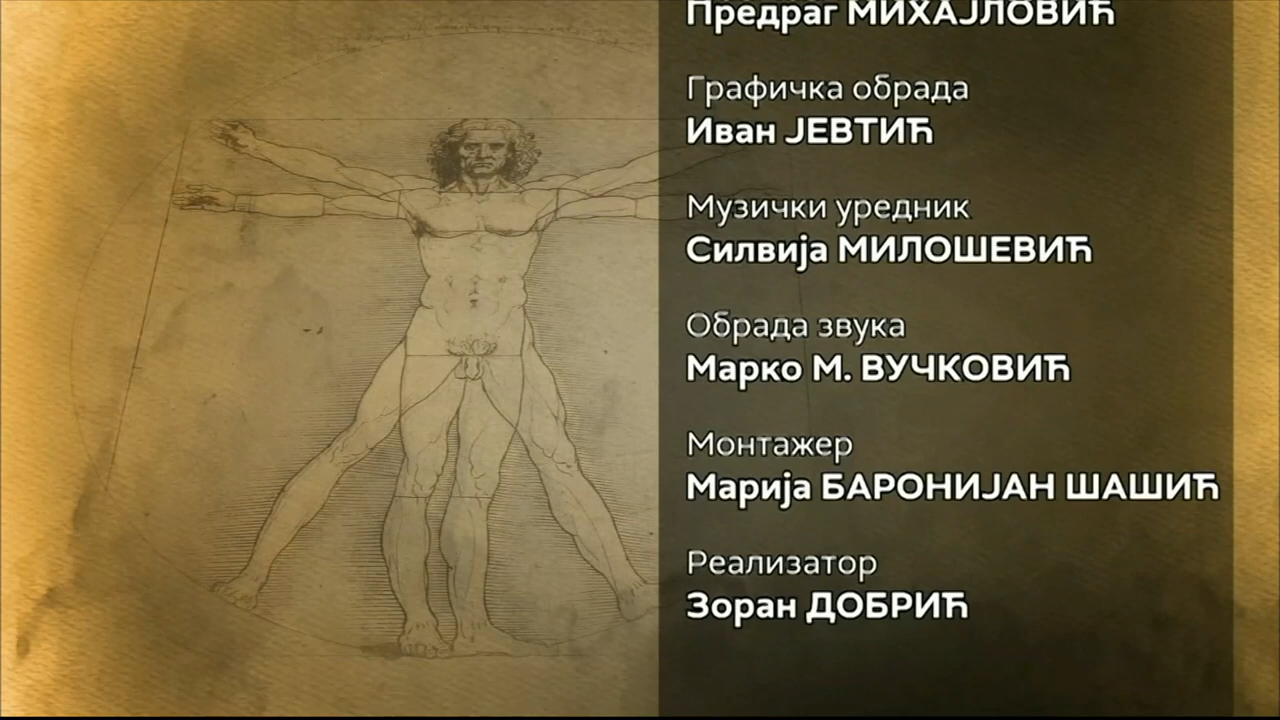 Предраг МИХАЈЛОВИЋ
Графичка обрада
Иван ЈЕВТИЋ
Музички уредник
Силвија МИЛОШЕВИЋ
Обрада звука
Марко М. ВУЧКОВИЋ
Монтажер
Марија БАРОНИЈАН ШАШИЋ
Реализатор
Зоран ДОБРИЋ